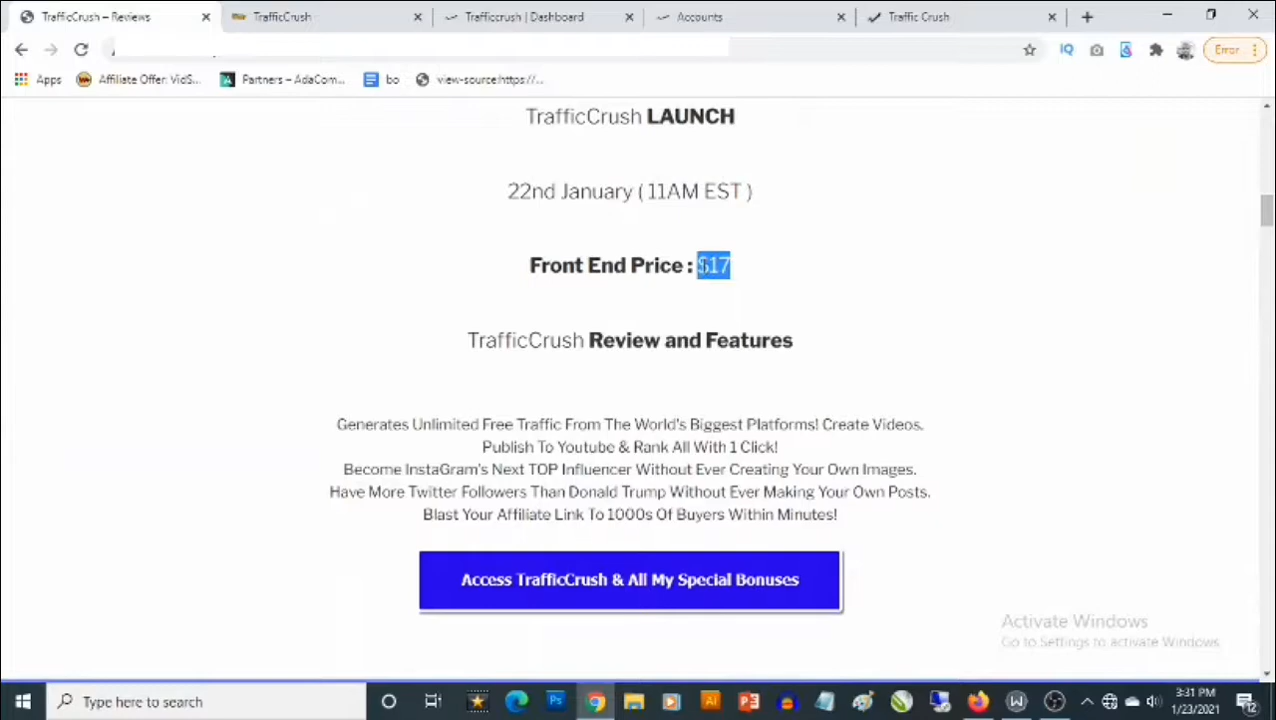 TrafficCrush – Reviews
TrafficCrush
Trafficcrush | Dashboard
Accounts
Traffic Crush
Error
Apps
Affiliate Offer: VidS...
Partners – AdaCom...
bo
view-source:https://...
TrafficCrush LAUNCH
22nd January ( 11AM EST )
Front End Price : $17
TrafficCrush Review and Features
Generates Unlimited Free Traffic From The World's Biggest Platforms! Create Videos.
Publish To Youtube & Rank All With 1 Click!
Become InstaGram's Next TOP Influencer Without Ever Creating Your Own Images.
Have More Twitter Followers Than Donald Trump Without Ever Making Your Own Posts.
Blast Your Affiliate Link To 1000s Of Buyers Within Minutes!
Access TrafficCrush & All My Special Bonuses
Activate Windows
Go to Settings to activate Windows.
Type here to search
3:31 PM
1/23/2021
12